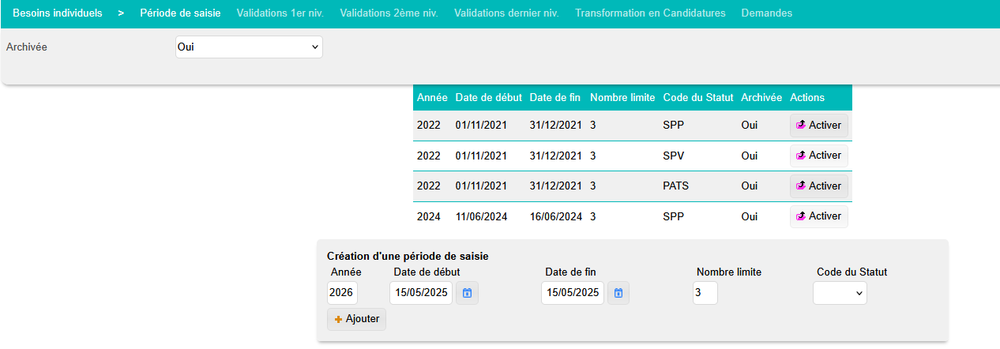 Besoins individuels > Période de saisie Validations 1er niv. Validations 2ème niv. Validations dernier niv. Transformation en Candidatures Demandes
Archivée Oui
Année Date de début Date de fin Nombre limite Code du Statut Archivée Actions
2022 01/11/2021 31/12/2021 3 SPP Oui Activer
2022 01/11/2021 31/12/2021 3 SPV Oui Activer
2022 01/11/2021 31/12/2021 3 PATS Oui Activer
2024 11/06/2024 16/06/2024 3 SPP Oui Activer
Création d'une période de saisie
Année Date de début Date de fin Nombre limite Code du Statut
2026 15/05/2025 15/05/2025 3
Ajouter